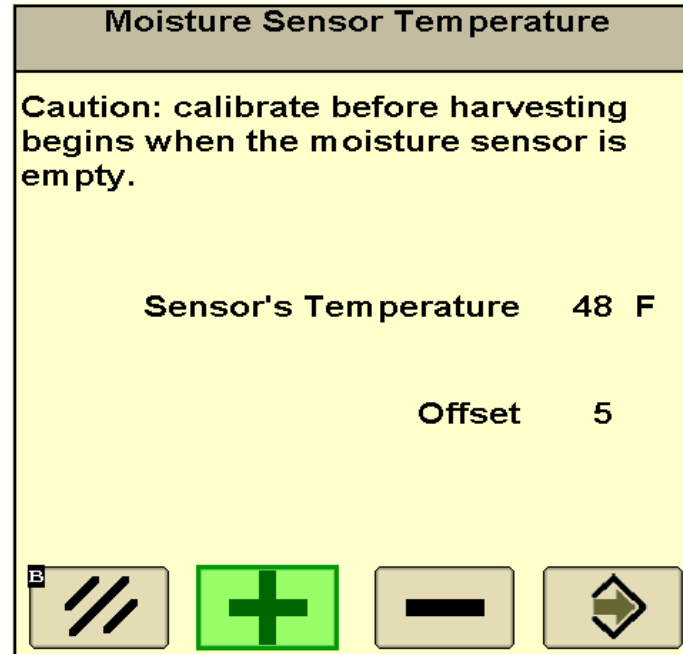 Moisture Sensor Temperature
Caution: calibrate before harvesting
begins when the moisture sensor is
empty.
Sensor's Temperature 48 F
Offset 5
B